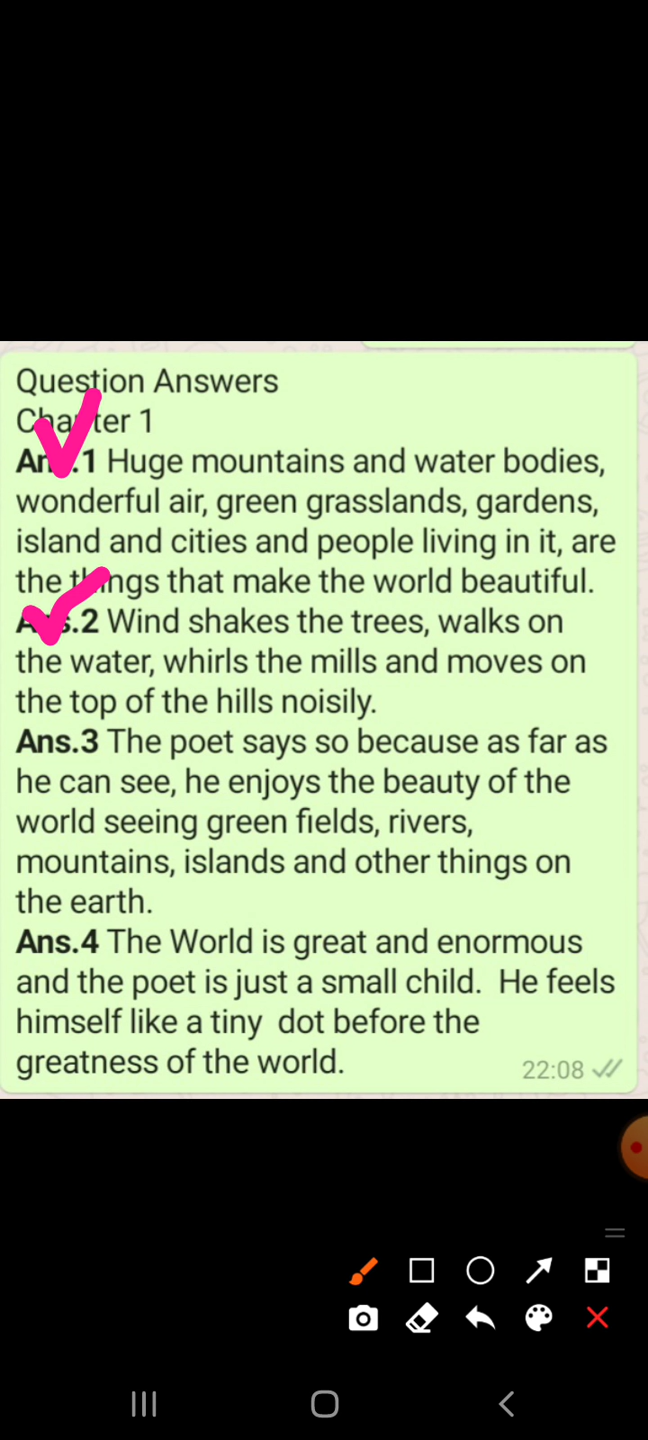 Question Answers
Chapter 1
Ans.1 Huge mountains and water bodies,
wonderful air, green grasslands, gardens,
island and cities and people living in it, are
the things that make the world beautiful.
Ans.2 Wind shakes the trees, walks on
the water, whirls the mills and moves on
the top of the hills noisily.
Ans.3 The poet says so because as far as
he can see, he enjoys the beauty of the
world seeing green fields, rivers,
mountains, islands and other things on
the earth.
Ans.4 The World is great and enormous
and the poet is just a small child.  He feels
himself like a tiny  dot before the
greatness of the world.
22:08